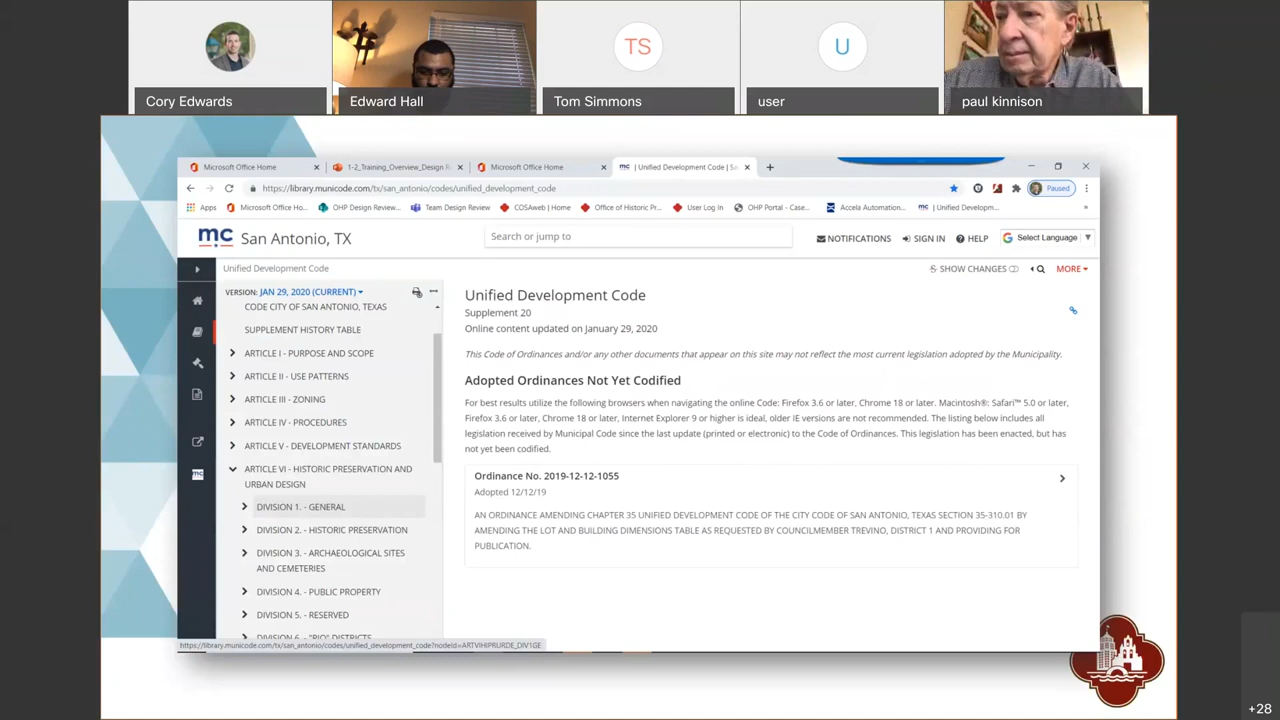 Cory Edwards
Edward Hall
TS
Tom Simmons
U
user
paul kinnison
Microsoft Office Home
1-2_Training_Overview_Design R
Microsoft Office Home
mc | Unified Development Code | Sa
https://library.municode.com/tx/san_antonio/codes/unified_development_code
Paused
Apps
Microsoft Office Ho...
OHP Design Review...
Team Design Review
COSAweb | Home
Office of Historic Pr...
User Log In
OHP Portal - Case...
Accela Automation...
mc | Unified Developm...
»
mc San Antonio, TX
Search or jump to
NOTIFICATIONS
SIGN IN
HELP
G Select Language
Unified Development Code
SHOW CHANGES
MORE
VERSION: JAN 29, 2020 (CURRENT)
CODE CITY OF SAN ANTONIO, TEXAS
SUPPLEMENT HISTORY TABLE
ARTICLE I - PURPOSE AND SCOPE
ARTICLE II - USE PATTERNS
ARTICLE III - ZONING
ARTICLE IV - PROCEDURES
ARTICLE V - DEVELOPMENT STANDARDS
ARTICLE VI - HISTORIC PRESERVATION AND
URBAN DESIGN
DIVISION 1. - GENERAL
DIVISION 2. - HISTORIC PRESERVATION
DIVISION 3. - ARCHAEOLOGICAL SITES
AND CEMETERIES
DIVISION 4. - PUBLIC PROPERTY
DIVISION 5. - RESERVED
DIVISION 6. - "RIO" DISTRICTS
mc
Unified Development Code
Supplement 20
Online content updated on January 29, 2020
This Code of Ordinances and/or any other documents that appear on this site may not reflect the most current legislation adopted by the Municipality.
Adopted Ordinances Not Yet Codified
For best results utilize the following browsers when navigating the online Code: Firefox 3.6 or later, Chrome 18 or later. Macintosh®: Safari™ 5.0 or later,
Firefox 3.6 or later, Chrome 18 or later, Internet Explorer 9 or higher is ideal, older IE versions are not recommended. The listing below includes all
legislation received by Municipal Code since the last update (printed or electronic) to the Code of Ordinances. This legislation has been enacted, but has
not yet been codified.
Ordinance No. 2019-12-12-1055
Adopted 12/12/19
AN ORDINANCE AMENDING CHAPTER 35 UNIFIED DEVELOPMENT CODE OF THE CITY CODE OF SAN ANTONIO, TEXAS SECTION 35-310.01 BY
AMENDING THE LOT AND BUILDING DIMENSIONS TABLE AS REQUESTED BY COUNCILMEMBER TREVINO, DISTRICT 1 AND PROVIDING FOR
PUBLICATION.
https://library.municode.com/tx/san_antonio/codes/unified_development_code?nodeId=ARTVIHIPRURDE_DIV1GE
+28